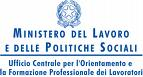 MINISTERO DEL LAVORO
E DELLE POLITICHE SOCIALI
Ufficio Centrale per l'Orientamento e
la Formazione Professionale dei Lavoratori